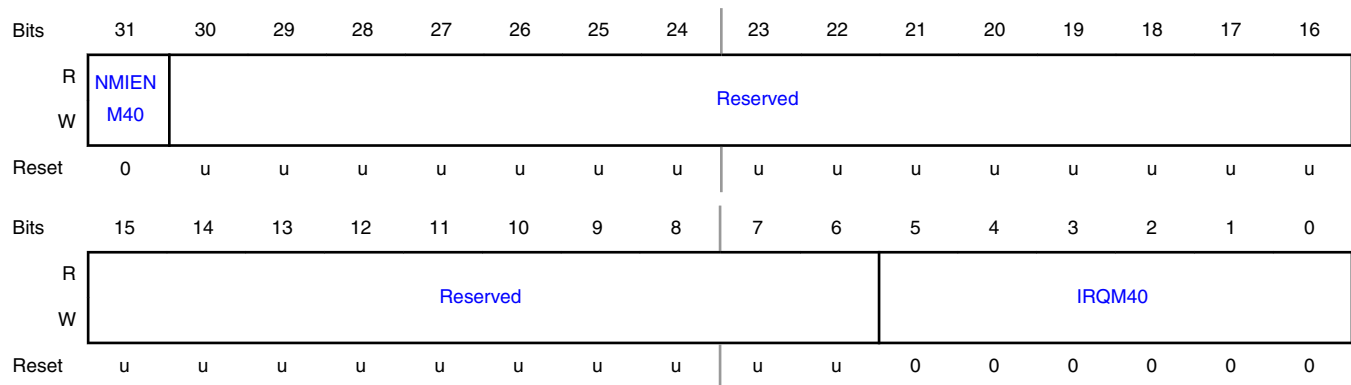 Bits 31 30 29 28 27 26 25 24 23 22 21 20 19 18 17 16
R NMIEN Reserved
W M40
Reset 0 u u u u u u u u u u u u u u u
Bits 15 14 13 12 11 10 9 8 7 6 5 4 3 2 1 0
R
Reserved IRQM40
W
Reset u u u u u u u u u u 0 0 0 0 0 0